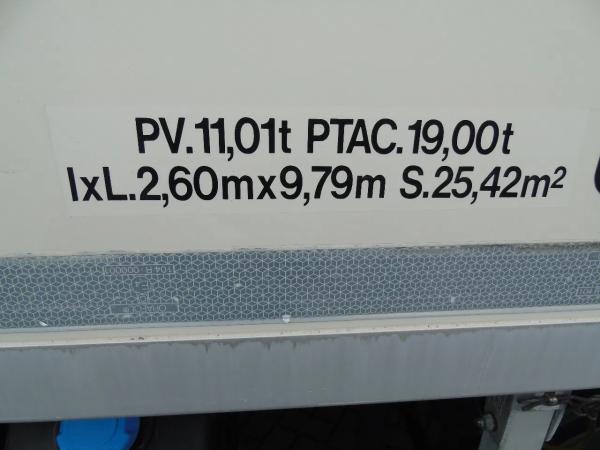 PV.11,01t PTAC.19,00t
lxL.2,60mx9,79m S.25,42m²